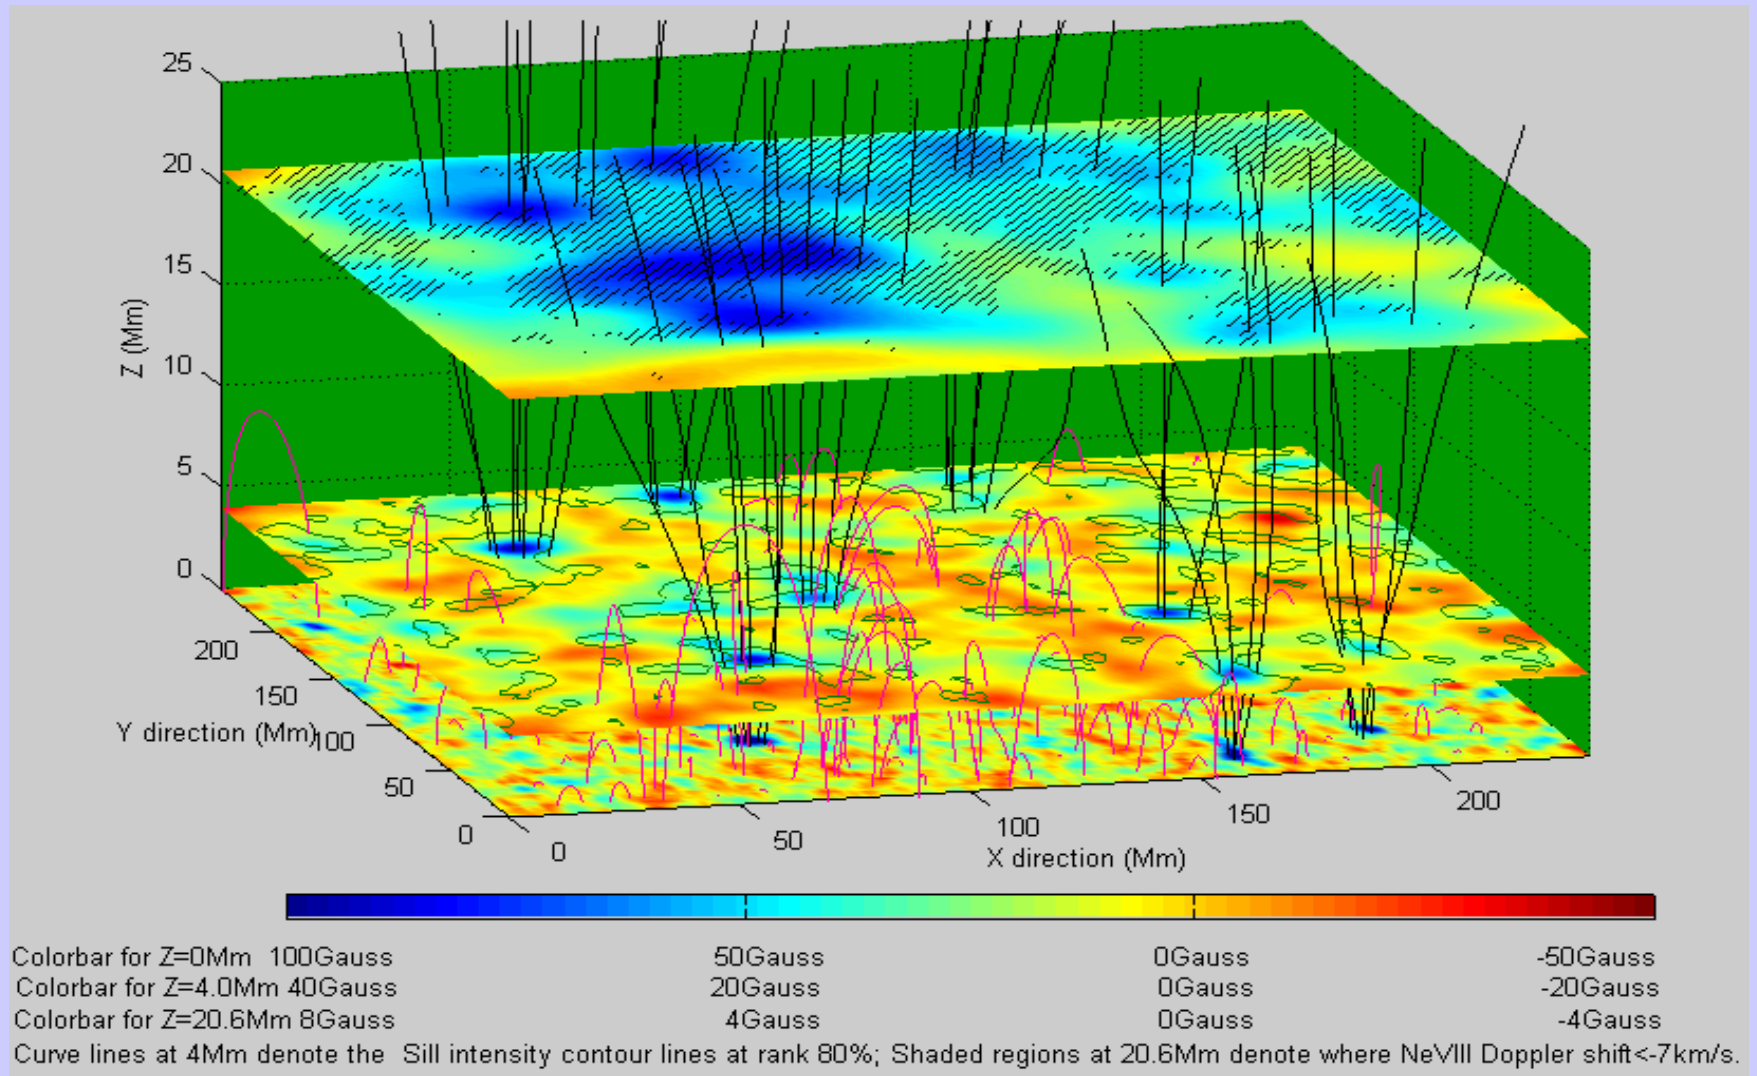 25
20
15
10
5
0
Z (Mm)
200
150
100
50
0
Y direction (Mm)
0
50
100
150
200
X direction (Mm)
Colorbar for Z=0Mm 100Gauss 50Gauss 0Gauss -50Gauss
Colorbar for Z=4.0Mm 40Gauss 20Gauss 0Gauss -20Gauss
Colorbar for Z=20.6Mm 8Gauss 4Gauss 0Gauss -4Gauss
Curve lines at 4Mm denote the Sill intensity contour lines at rank 80%; Shaded regions at 20.6Mm denote where NeVIII Doppler shift<-7km/s.